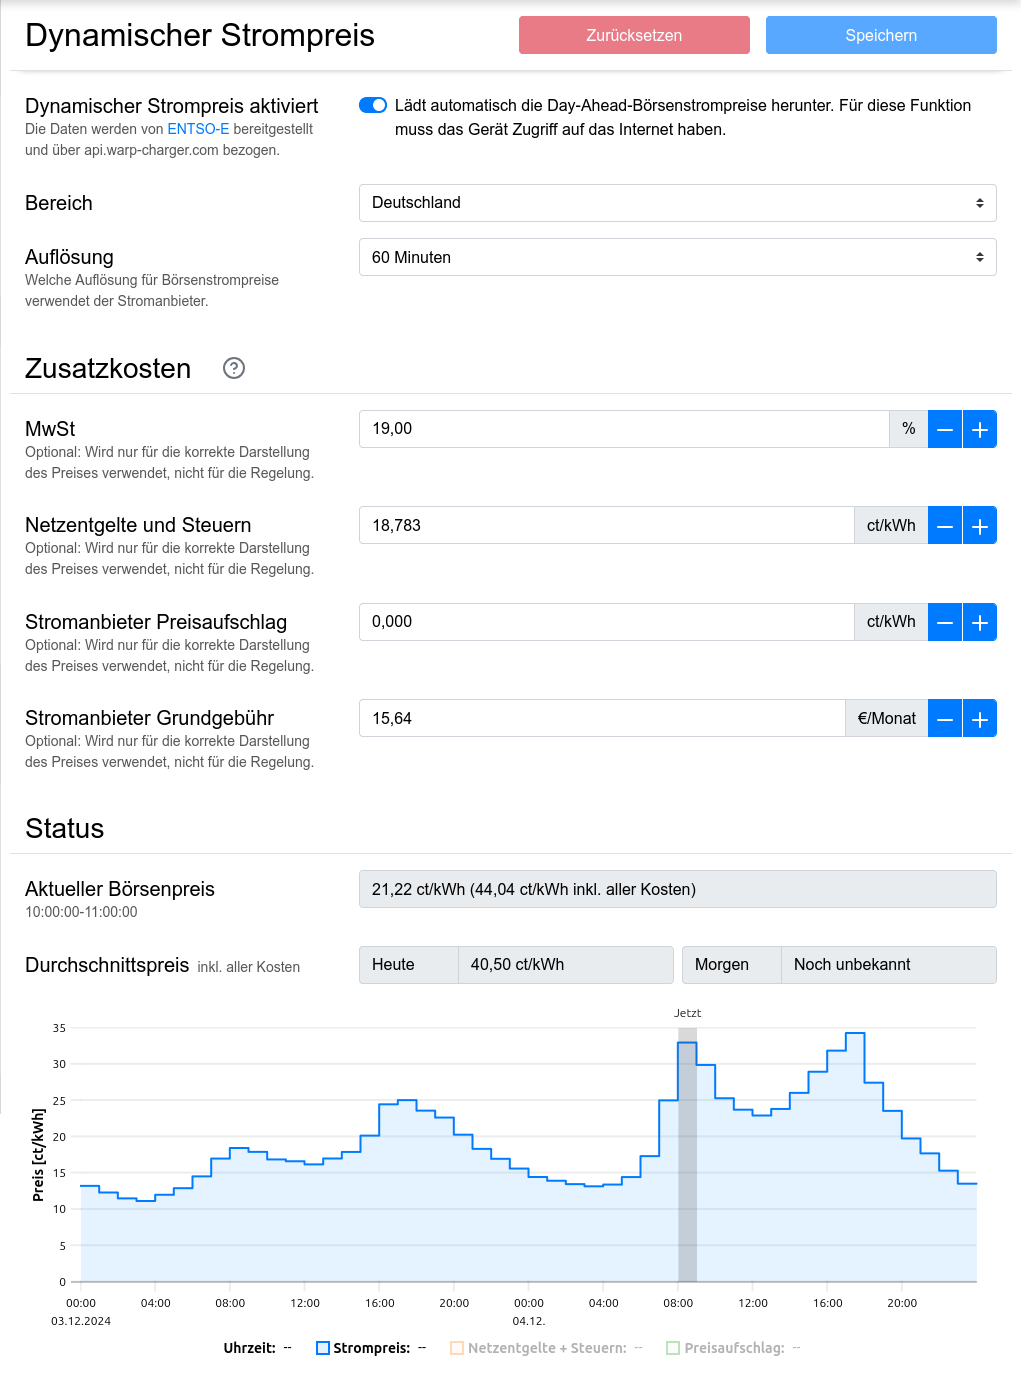 Dynamischer Strompreis
Zurücksetzen
Speichern
Dynamischer Strompreis aktiviert
Die Daten werden von ENTSO-E bereitgestellt
und über api.warp-charger.com bezogen.
Lädt automatisch die Day-Ahead-Börsenstrompreise herunter. Für diese Funktion
muss das Gerät Zugriff auf das Internet haben.
Bereich
Deutschland
Auflösung
Welche Auflösung für Börsenstrompreise
verwendet der Stromanbieter.
60 Minuten
Zusatzkosten
MwSt
Optional: Wird nur für die korrekte Darstellung
des Preises verwendet, nicht für die Regelung.
19,00
%
Netzentgelte und Steuern
Optional: Wird nur für die korrekte Darstellung
des Preises verwendet, nicht für die Regelung.
18,783
ct/kWh
Stromanbieter Preisaufschlag
Optional: Wird nur für die korrekte Darstellung
des Preises verwendet, nicht für die Regelung.
0,000
ct/kWh
Stromanbieter Grundgebühr
Optional: Wird nur für die korrekte Darstellung
des Preises verwendet, nicht für die Regelung.
15,64
€/Monat
Status
Aktueller Börsenpreis
10:00:00-11:00:00
21,22 ct/kWh (44,04 ct/kWh inkl. aller Kosten)
Durchschnittspreis inkl. aller Kosten
Heute
40,50 ct/kWh
Morgen
Noch unbekannt
Jetzt
Preis [ct/kWh]
35
30
25
20
15
10
5
0
00:00 04:00 08:00 12:00 16:00 20:00 00:00 04:00 08:00 12:00 16:00 20:00
03.12.2024 04.12.
Uhrzeit: -- Strompreis: -- Netzentgelte + Steuern: -- Preisaufschlag: --